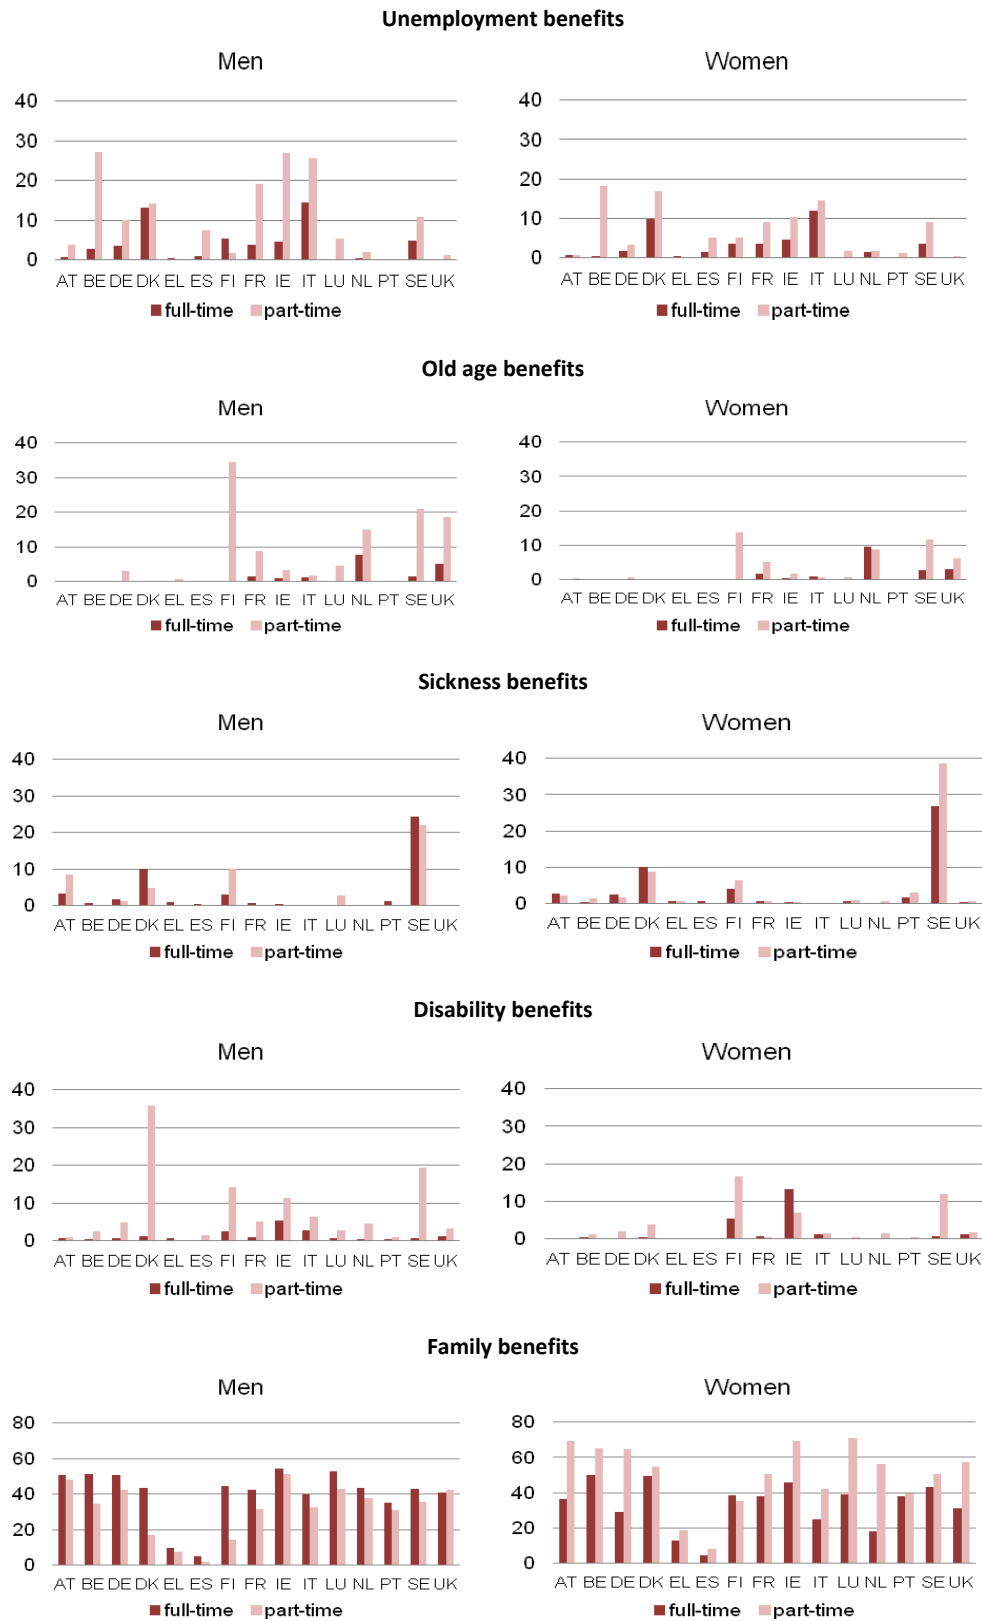 Unemployment benefits
Men
Women
40
30
20
10
0
AT BE DE DK EL ES FI FR IE IT LU NL PT SE UK
full-time part-time
40
30
20
10
0
AT BE DE DK EL ES FI FR IE IT LU NL PT SE UK
full-time part-time
Old age benefits
Men
Women
40
30
20
10
0
AT BE DE DK EL ES FI FR IE IT LU NL PT SE UK
full-time part-time
40
30
20
10
0
AT BE DE DK EL ES FI FR IE IT LU NL PT SE UK
full-time part-time
Sickness benefits
Men
Women
40
30
20
10
0
AT BE DE DK EL ES FI FR IE IT LU NL PT SE UK
full-time part-time
40
30
20
10
0
AT BE DE DK EL ES FI FR IE IT LU NL PT SE UK
full-time part-time
Disability benefits
Men
Women
40
30
20
10
0
AT BE DE DK EL ES FI FR IE IT LU NL PT SE UK
full-time part-time
40
30
20
10
0
AT BE DE DK EL ES FI FR IE IT LU NL PT SE UK
full-time part-time
Family benefits
Men
Women
80
60
40
20
0
AT BE DE DK EL ES FI FR IE IT LU NL PT SE UK
full-time part-time
80
60
40
20
0
AT BE DE DK EL ES FI FR IE IT LU NL PT SE UK
full-time part-time